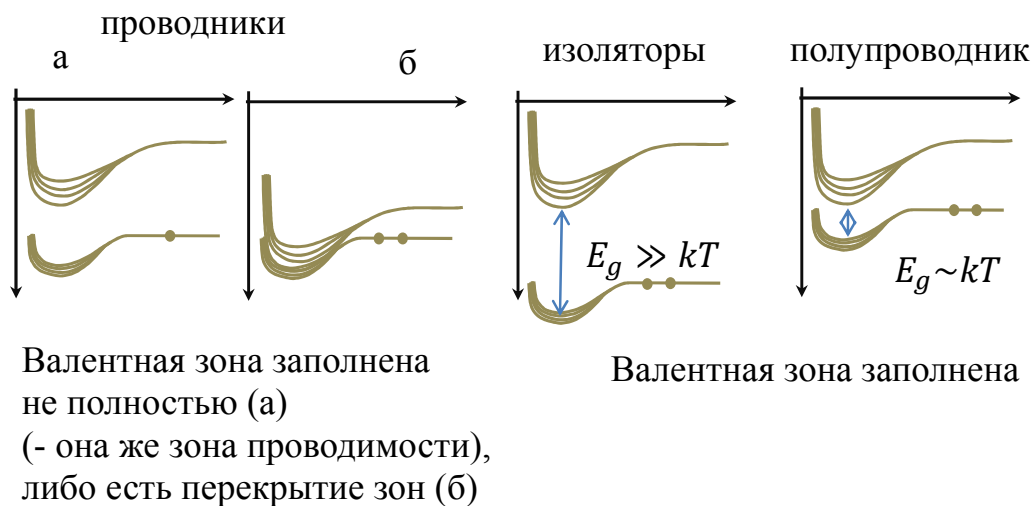 проводники
а
б
изоляторы
полупроводник
E_g ≫ kT
E_g~kT
Валентная зона заполнена
не полностью (а)
(- она же зона проводимости),
либо есть перекрытие зон (б)
Валентная зона заполнена